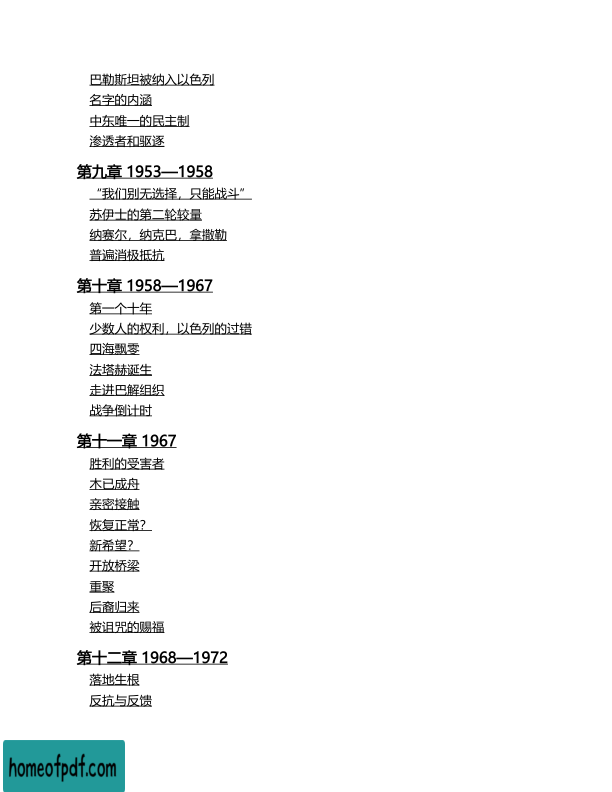 巴勒斯坦被纳入以色列
名字的内涵
中东唯一的民主制
渗透者和驱逐
第九章 1953—1958
“我们别无选择，只能战斗”
苏伊士的第二轮较量
纳赛尔，纳克巴，拿撒勒
普遍消极抵抗
第十章 1958—1967
第一个十年
少数人的权利，以色列的过错
四海飘零
法塔赫诞生
走进巴解组织
战争倒计时
第十一章 1967
胜利的受害者
木已成舟
亲密接触
恢复正常？
新希望？
开放桥梁
重聚
后裔归来
被诅咒的赐福
第十二章 1968—1972
落地生根
反抗与反馈
homeofpdf.com